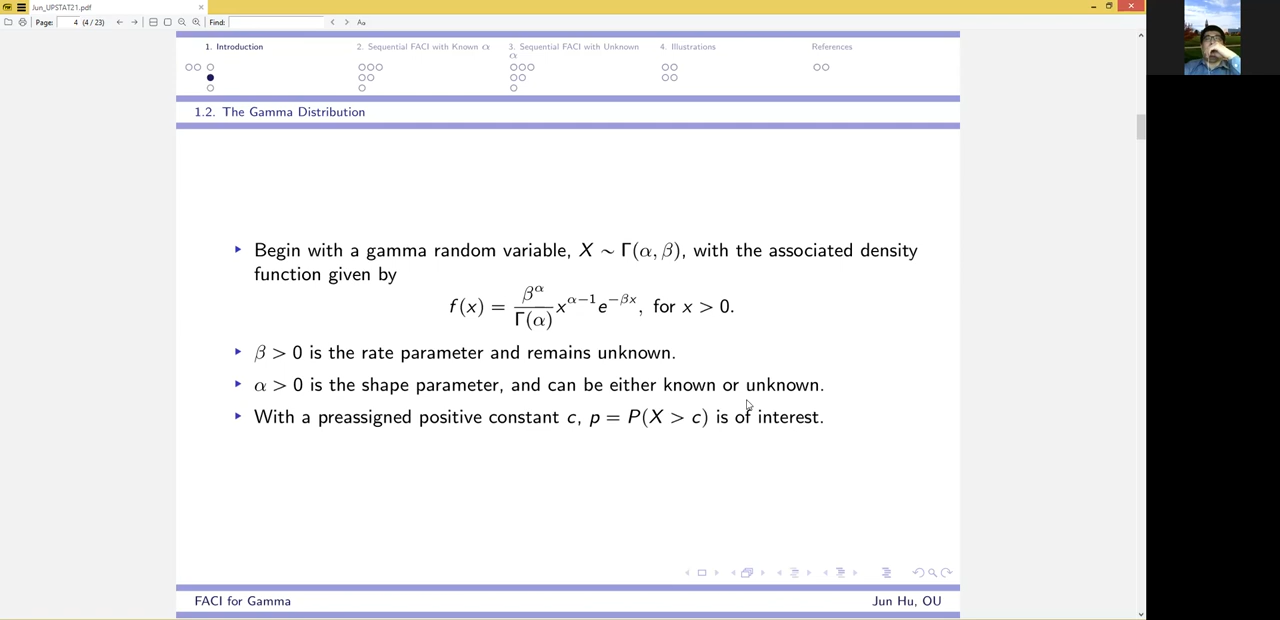 Jun_UPSTAT21.pdf
Page: 4 (4/23) Find: Aa
1. Introduction 2. Sequential FACI with Known α 3. Sequential FACI with Unknown α 4. Illustrations References
1.2. The Gamma Distribution
Begin with a gamma random variable, X ∼ Γ(α, β), with the associated density
function given by
f(x) = β^α/Γ(α) x^{α−1} e^{−βx}, for x > 0.
β > 0 is the rate parameter and remains unknown.
α > 0 is the shape parameter, and can be either known or unknown.
With a preassigned positive constant c, p = P(X > c) is of interest.
FACI for Gamma Jun Hu, OU